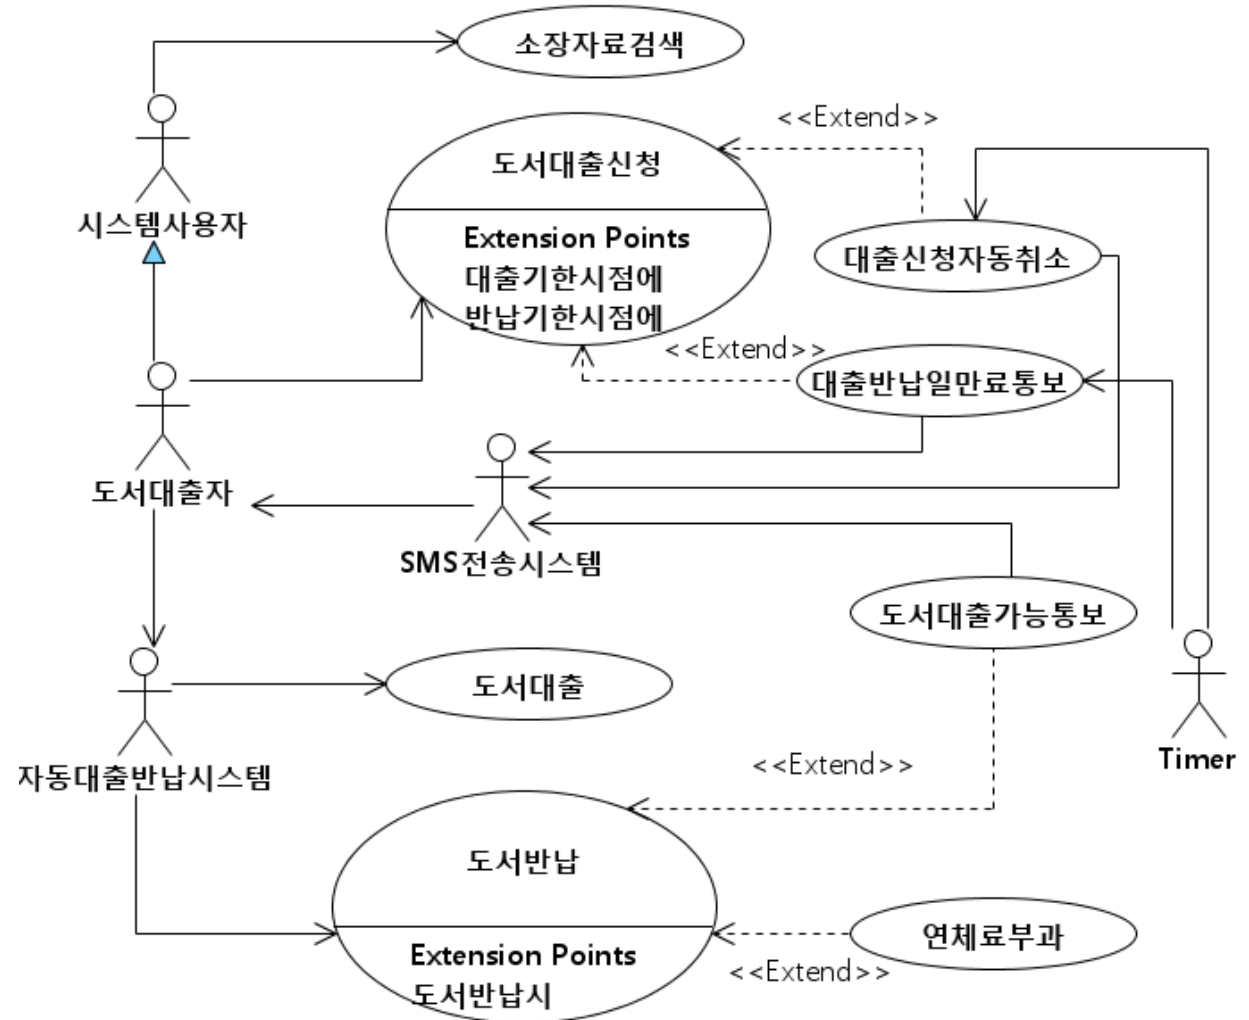 소장자료검색
<<Extend>>
도서대출신청
시스템사용자
Extension Points
대출기한시점에
반납기한시점에
대출신청자동취소
<<Extend>>
대출반납일만료통보
도서대출자
SMS전송시스템
도서대출가능통보
도서대출
Timer
자동대출반납시스템
<<Extend>>
도서반납
연체료부과
Extension Points
도서반납시
<<Extend>>